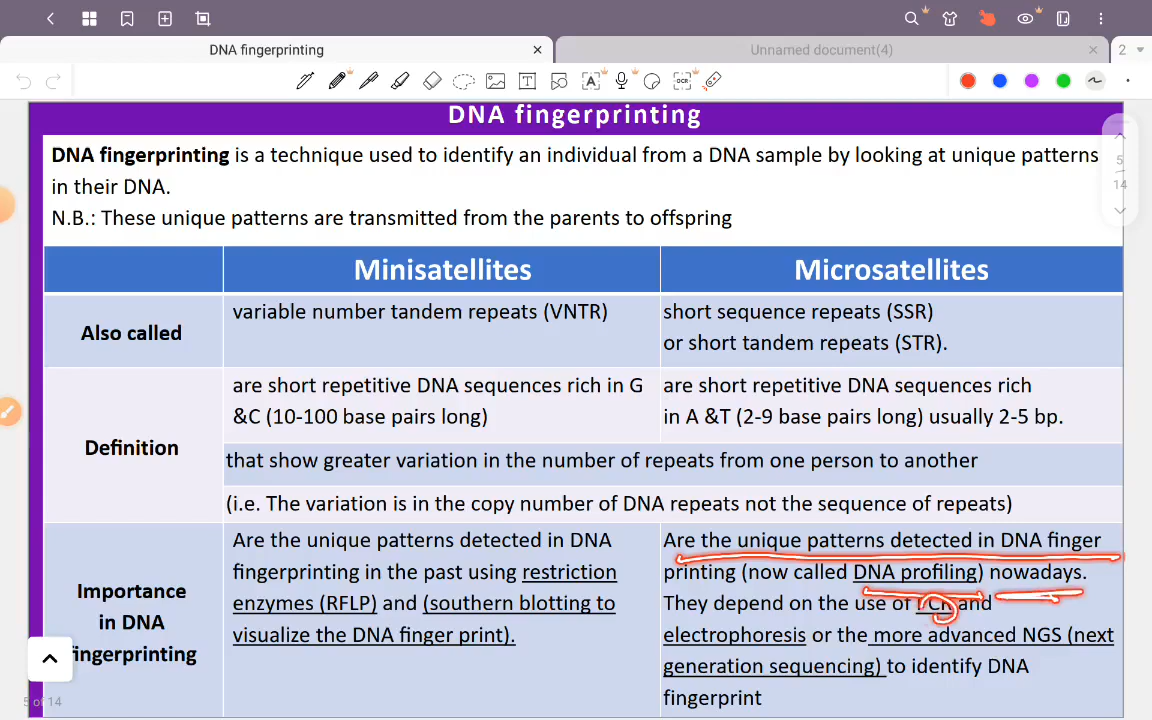 DNA fingerprinting
Unnamed document(4)
2
DNA fingerprinting
DNA fingerprinting is a technique used to identify an individual from a DNA sample by looking at unique patterns
in their DNA.
N.B.: These unique patterns are transmitted from the parents to offspring
5
14
Minisatellites
Microsatellites
Also called
variable number tandem repeats (VNTR)
short sequence repeats (SSR)
or short tandem repeats (STR).
Definition
are short repetitive DNA sequences rich in G
&C (10-100 base pairs long)
are short repetitive DNA sequences rich
in A &T (2-9 base pairs long) usually 2-5 bp.
that show greater variation in the number of repeats from one person to another
(i.e. The variation is in the copy number of DNA repeats not the sequence of repeats)
Importance
in DNA
fingerprinting
Are the unique patterns detected in DNA
fingerprinting in the past using restriction
enzymes (RFLP) and (southern blotting to
visualize the DNA finger print).
Are the unique patterns detected in DNA finger
printing (now called DNA profiling) nowadays.
They depend on the use of PCR and
electrophoresis or the more advanced NGS (next
generation sequencing) to identify DNA
fingerprint
5 of 14